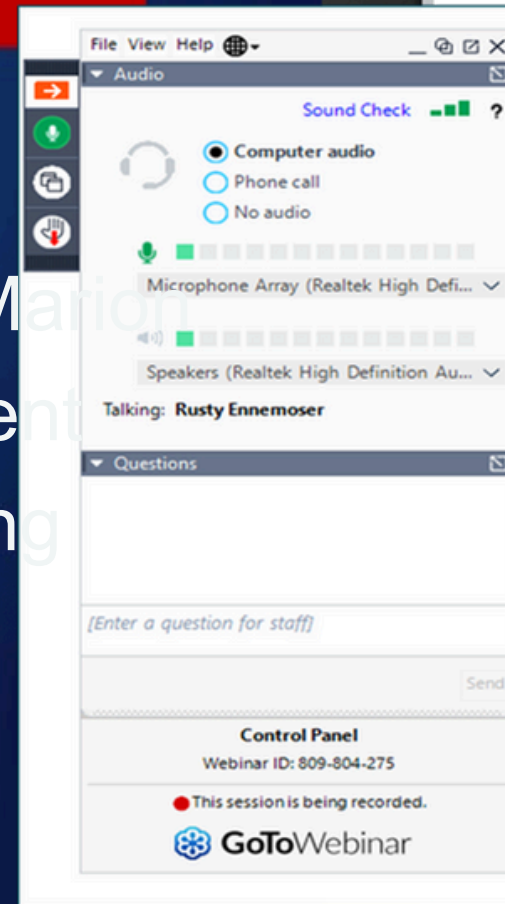 File View Help
Audio
Sound Check ?
Computer audio
Phone call
No audio
Microphone Array (Realtek High Defi...
Marion
Speakers (Realtek High Definition Au...
Talking: Rusty Ennemoser
Questions
[Enter a question for staff]
Send
Control Panel
Webinar ID: 809-804-275
This session is being recorded.
GoToWebinar